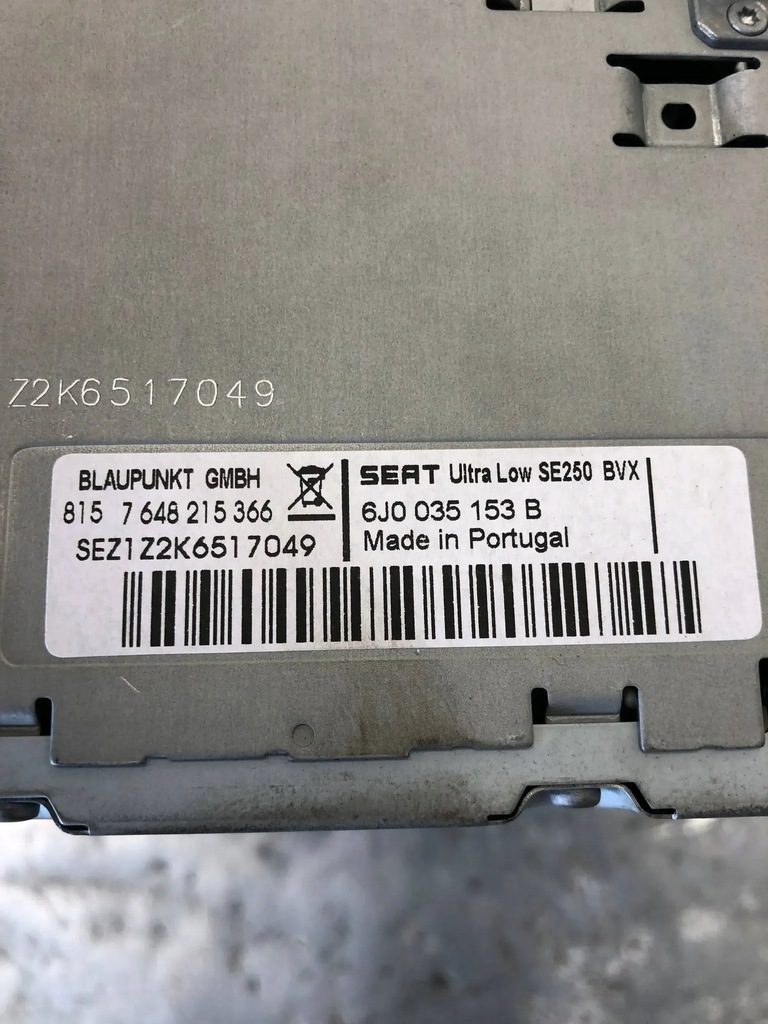 Z2K6517049
BLAUPUNKT GMBH
815 7 648 215 366
SEZ1Z2K6517049
SEAT Ultra Low SE250 BVX
6J0 035 153 B
Made in Portugal